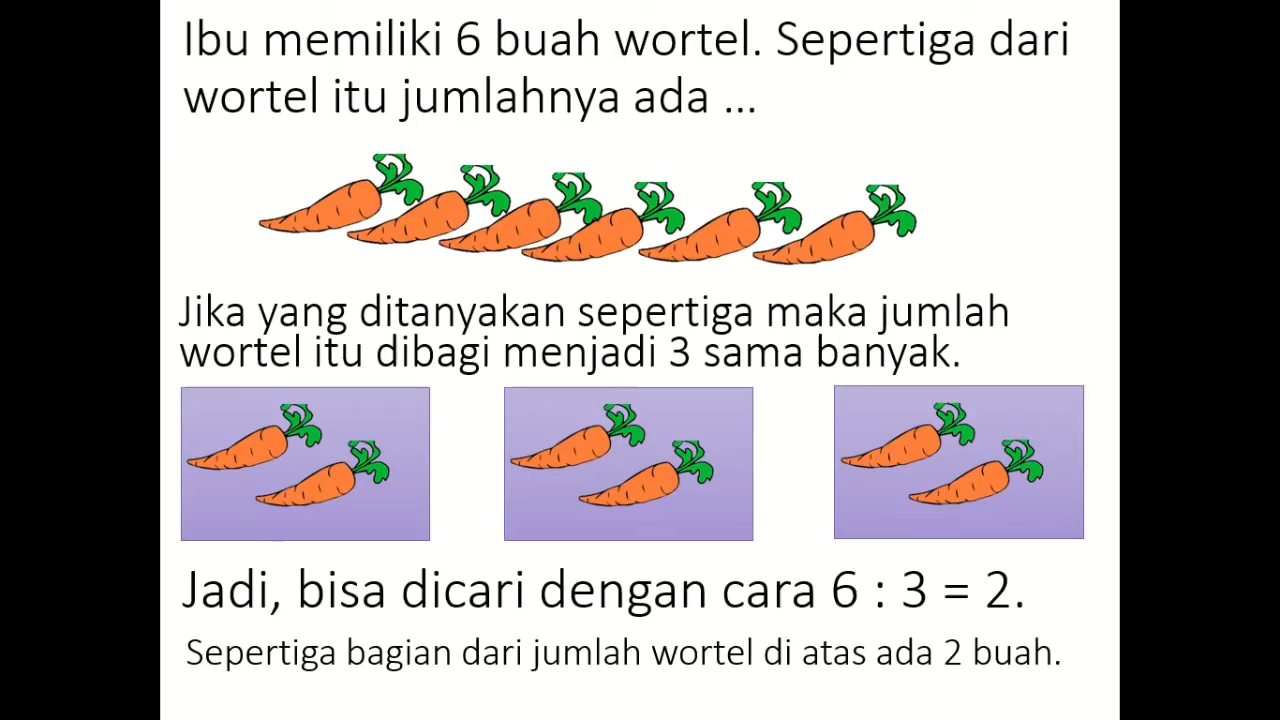 Ibu memiliki 6 buah wortel. Sepertiga dari
wortel itu jumlahnya ada ...
Jika yang ditanyakan sepertiga maka jumlah
wortel itu dibagi menjadi 3 sama banyak.
Jadi, bisa dicari dengan cara 6 : 3 = 2.
Sepertiga bagian dari jumlah wortel di atas ada 2 buah.